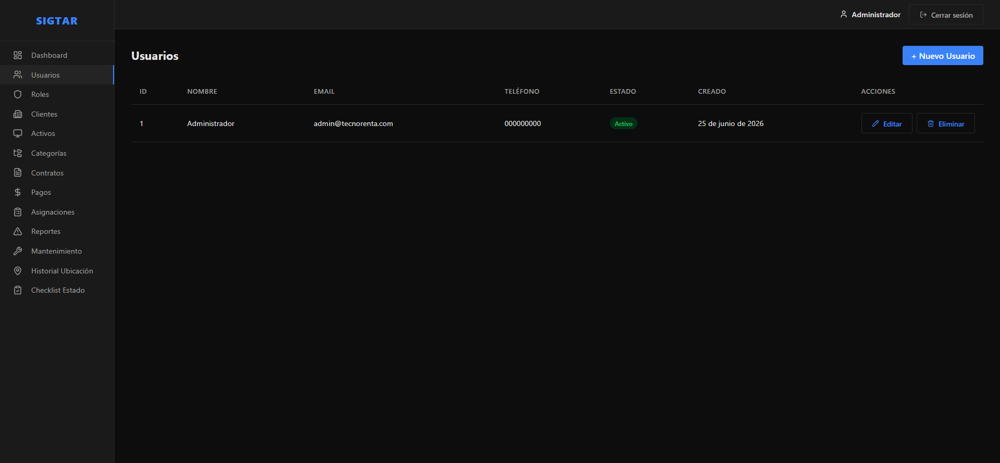 SIGTAR
Administrador
Cerrar sesión
Dashboard
Usuarios
Roles
Clientes
Activos
Categorías
Contratos
Pagos
Asignaciones
Reportes
Mantenimiento
Historial Ubicación
Checklist Estado
Usuarios
+ Nuevo Usuario
ID NOMBRE EMAIL TELÉFONO ESTADO CREADO ACCIONES
1 Administrador admin@tecnorenta.com 000000000 Activo 25 de junio de 2026 Editar Eliminar